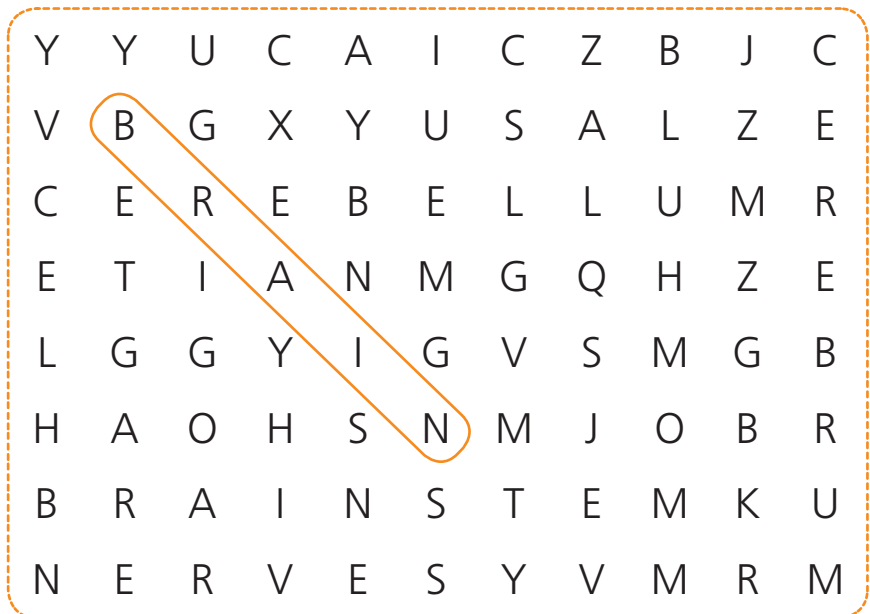 Y Y U C A I C Z B J C
V B G X Y U S A L Z E
C E R E B E L L U M R
E T I A N M G Q H Z E
L G G Y I G V S M G B
H A O H S N M J O B R
B R A I N S T E M K U
N E R V E S Y V M R M